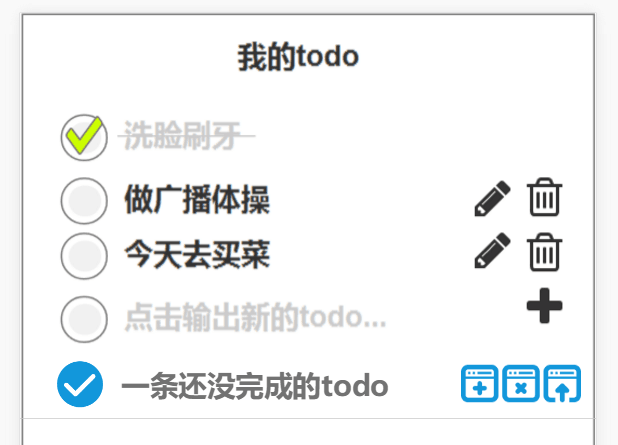 我的todo
洗脸刷牙
做广播体操
今天去买菜
点击输出新的todo...
一条还没完成的todo